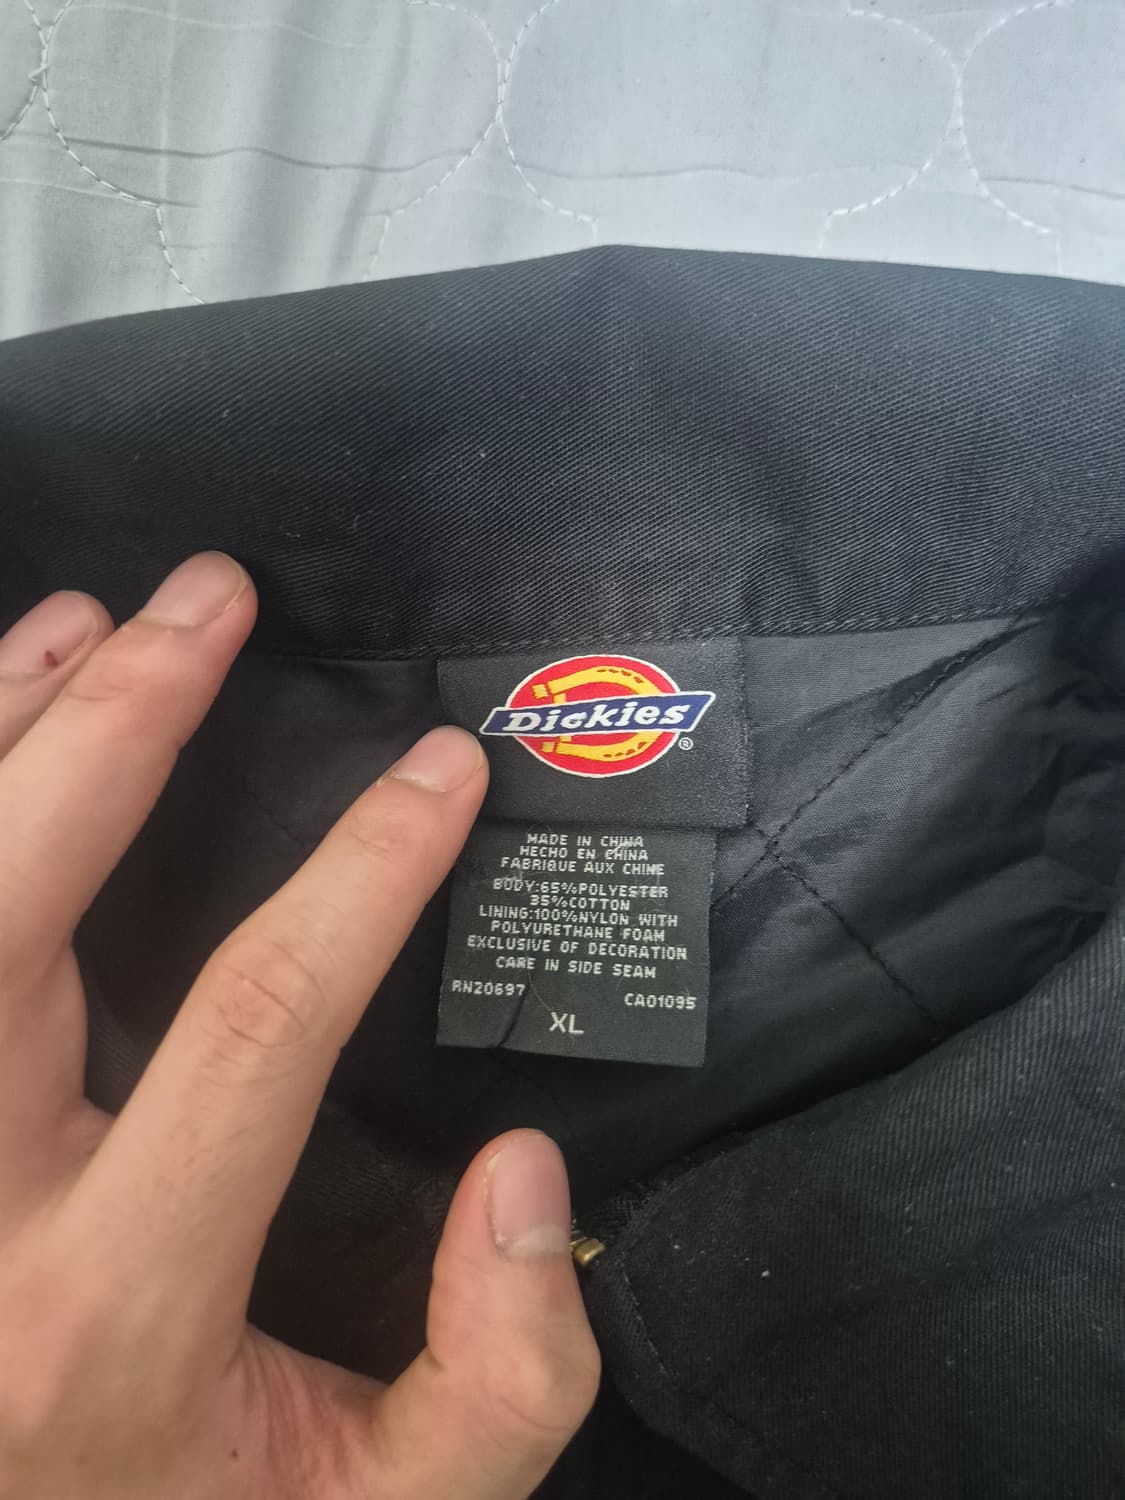 Dickies
®
MADE IN CHINA
HECHO EN CHINA
FABRIQUE AUX CHINE
BODY:65%POLYESTER
35%COTTON
LINING:100%NYLON WITH
POLYURETHANE FOAM
EXCLUSIVE OF DECORATION
CARE IN SIDE SEAM
RN20697 CA01095
XL